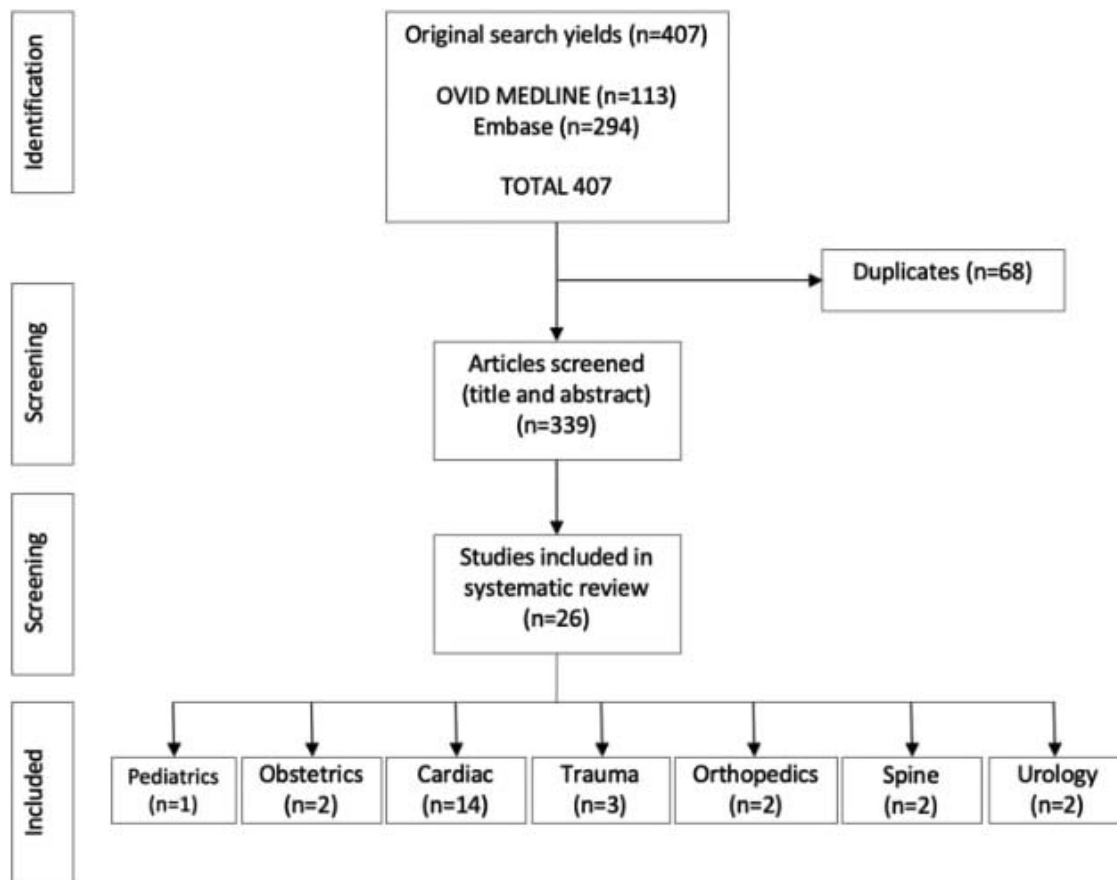 Identification
Original search yields (n=407)
OVID MEDLINE (n=113)
Embase (n=294)
TOTAL 407
Duplicates (n=68)
Screening
Articles screened
(title and abstract)
(n=339)
Screening
Studies included in
systematic review
(n=26)
Included
Pediatrics
(n=1)
Obstetrics
(n=2)
Cardiac
(n=14)
Trauma
(n=3)
Orthopedics
(n=2)
Spine
(n=2)
Urology
(n=2)